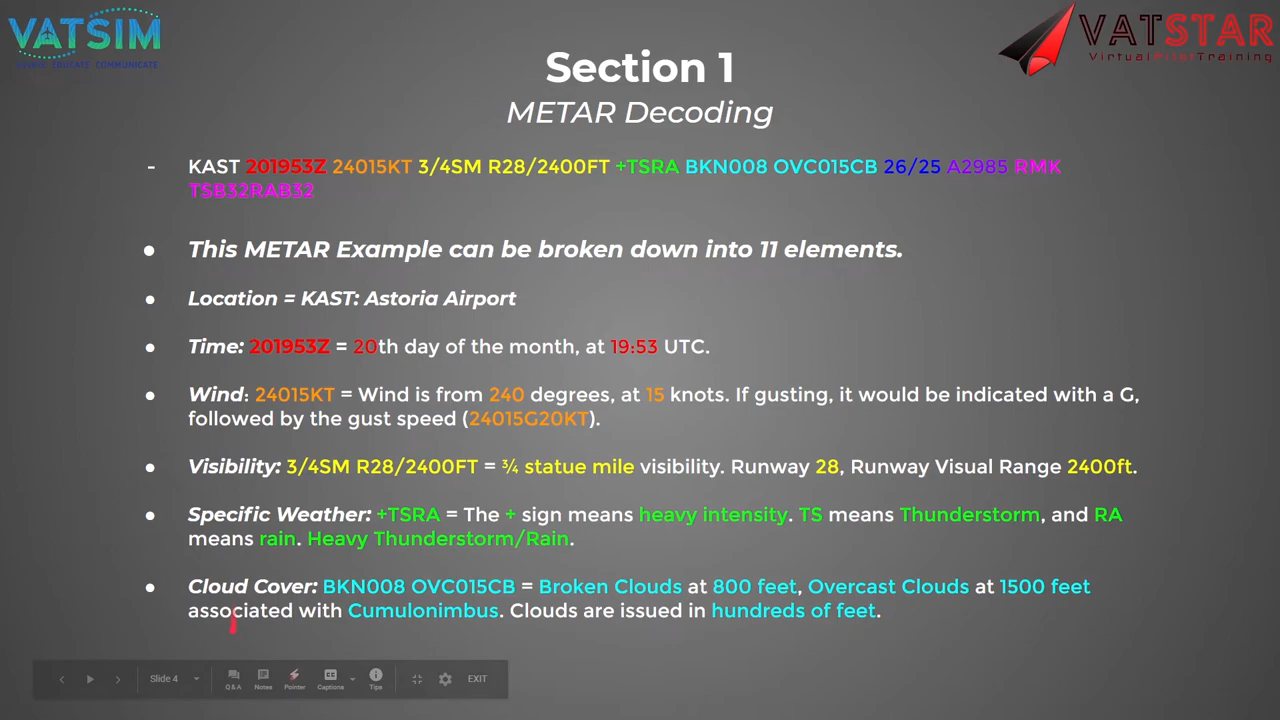 VATSIM
EDUCATE COMMUNICATE
VATSTAR
VirtualPilotTraining
Section 1
METAR Decoding
- KAST 201953Z 24015KT 3/4SM R28/2400FT +TSRA BKN008 OVC015CB 26/25 A2985 RMK
TSB32RAB32
● This METAR Example can be broken down into 11 elements.
● Location = KAST: Astoria Airport
● Time: 201953Z = 20th day of the month, at 19:53 UTC.
● Wind: 24015KT = Wind is from 240 degrees, at 15 knots. If gusting, it would be indicated with a G,
followed by the gust speed (24015G20KT).
● Visibility: 3/4SM R28/2400FT = ¾ statue mile visibility. Runway 28, Runway Visual Range 2400ft.
● Specific Weather: +TSRA = The + sign means heavy intensity. TS means Thunderstorm, and RA
means rain. Heavy Thunderstorm/Rain.
● Cloud Cover: BKN008 OVC015CB = Broken Clouds at 800 feet, Overcast Clouds at 1500 feet
associated with Cumulonimbus. Clouds are issued in hundreds of feet.
Slide 4 Q&A Notes Pointer CC Captions Tips EXIT